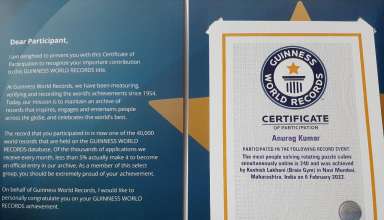 Dear Participant,
I am delighted to present you with this Certificate of
Participation to recognize your important contribution
to this GUINNESS WORLD RECORDS title.
At Guinness World Records, we have been measuring,
verifying and recording the world's achievements since 1954.
Today, our mission is to maintain an archive of
records that inspires, engages and entertains people
across the globe, and celebrates the world's best.
The record that you participated in is now one of the 40,000
world records that are held on the GUINNESS WORLD
RECORDS database. Of the thousands of applications we
receive every month, less than 5% actually make it to become
an official entry in our archive. As a member of this select
group, you should be extremely proud of your achievement.
On behalf of Guinness World Records, I would like to
personally congratulate you on your GUINNESS WORLD
RECORDS achievement.
GUINNESS
WORLD RECORDS
CERTIFICATE
OF PARTICIPATION
Anurag Kumar
PARTICIPATED IN THE FOLLOWING RECORD EVENT:
The most people solving rotating puzzle cubes
simultaneously online is 340 and was achieved
by Keshab Lakhani (Brain Gym) in Navi Mumbai,
Maharashtra, India on 6 February 2022.